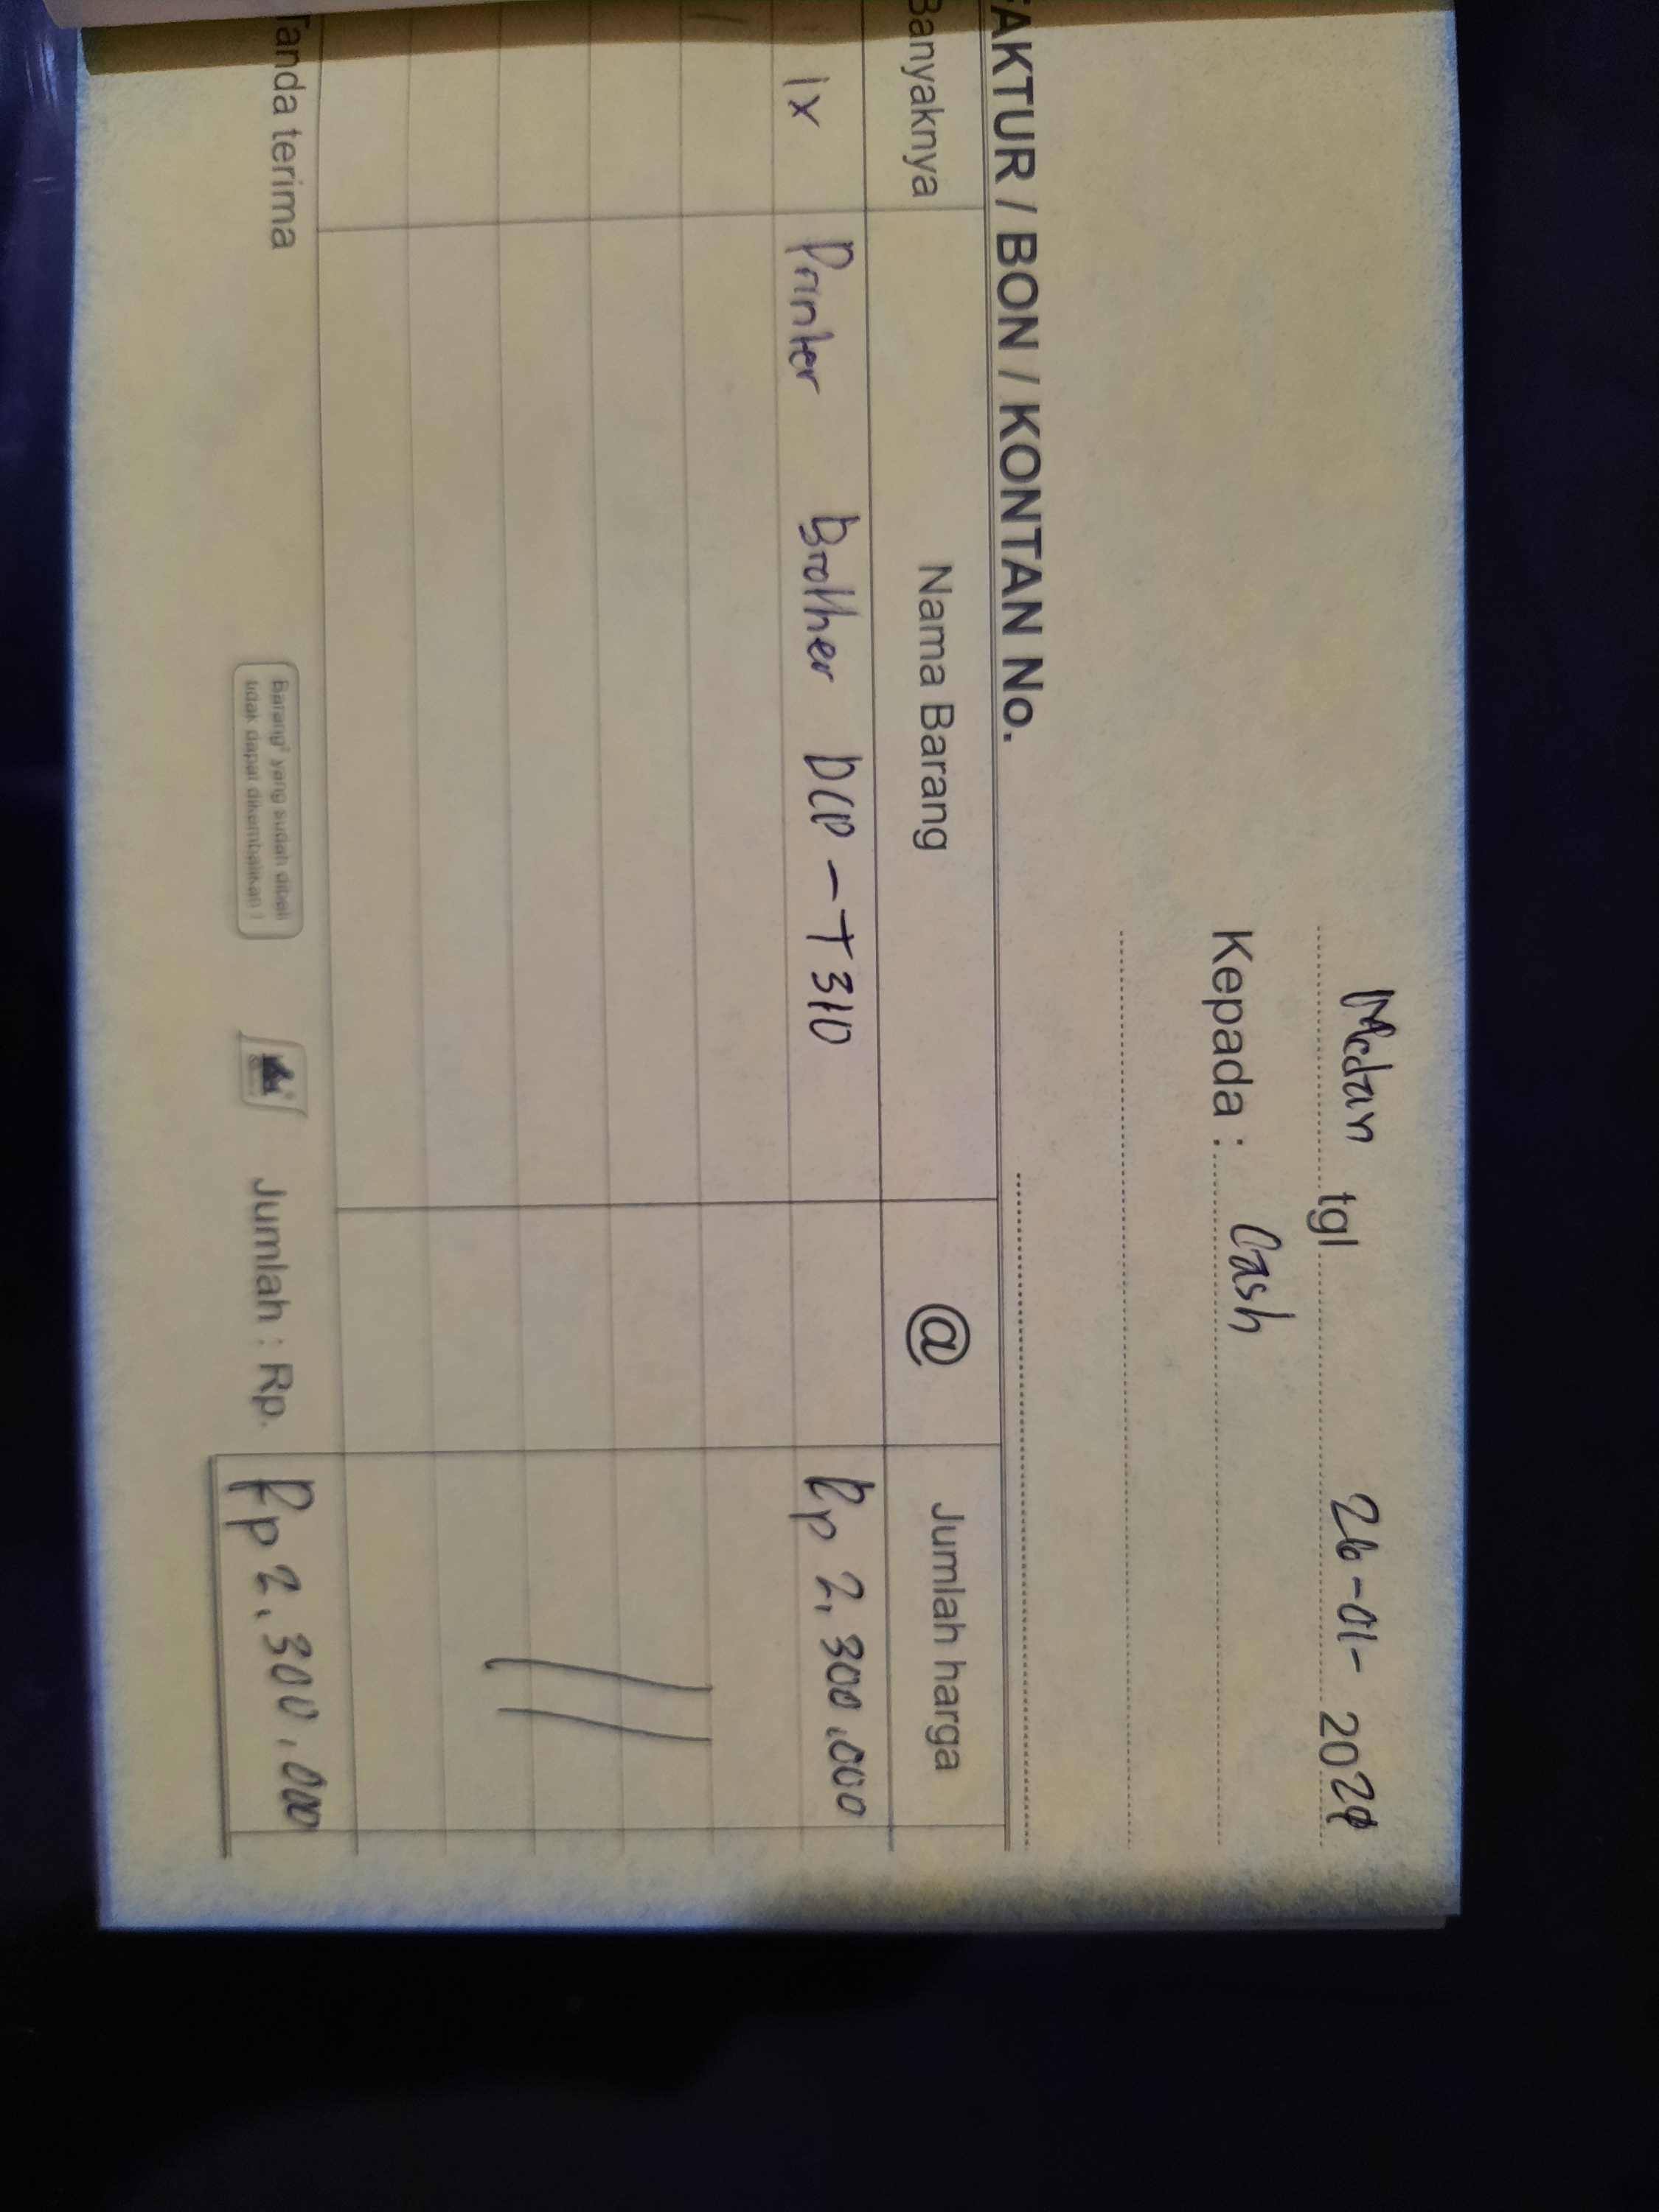 Medan tgl 26-01-2024
Kepada : Cash
FAKTUR / BON / KONTAN No.
Banyaknya Nama Barang @ Jumlah harga
1x Printer Brother DCP-T310 Rp 2,300.000
Tanda terima
Barang² yang sudah dibeli
tidak dapat dikembalikan !
Jumlah : Rp. Rp 2.300.000